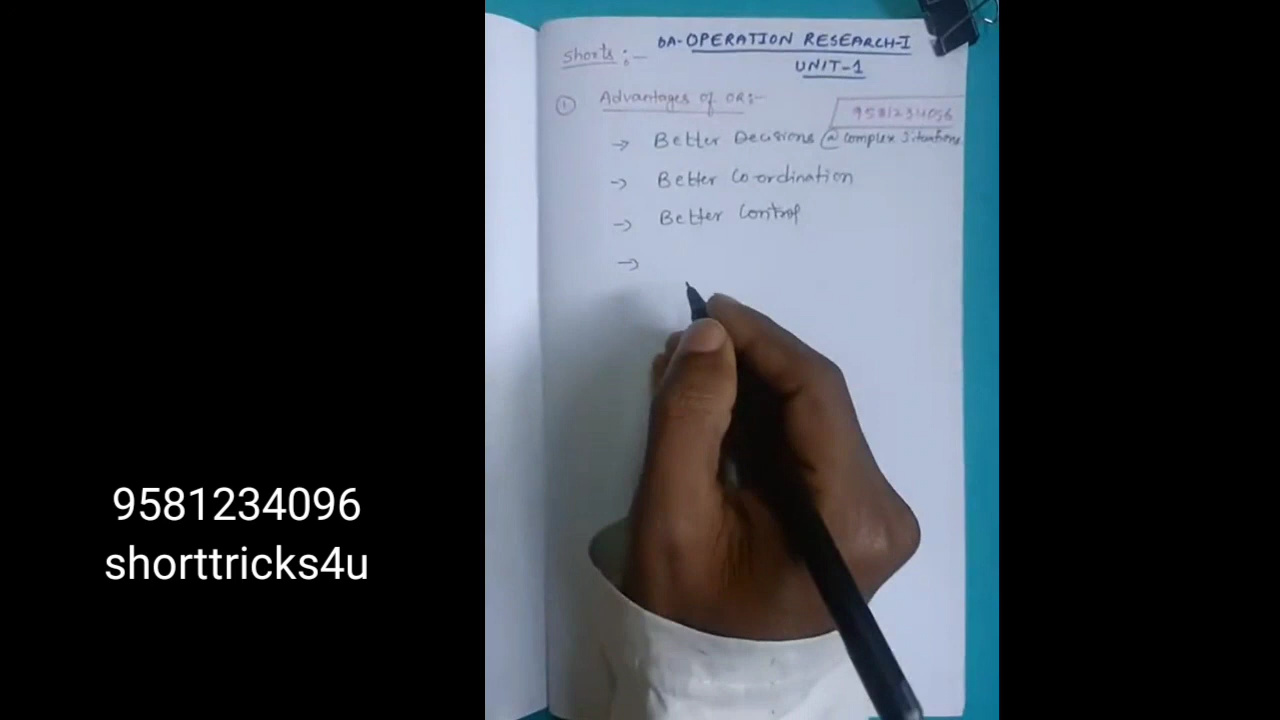 OA-OPERATION RESEARCH-I
Shorts :-
UNIT-1
① Advantages of OR:-
9581234096
→ Better Decisions @ complex Situations.
→ Better Co-ordination
→ Better Control
→
9581234096
shorttricks4u